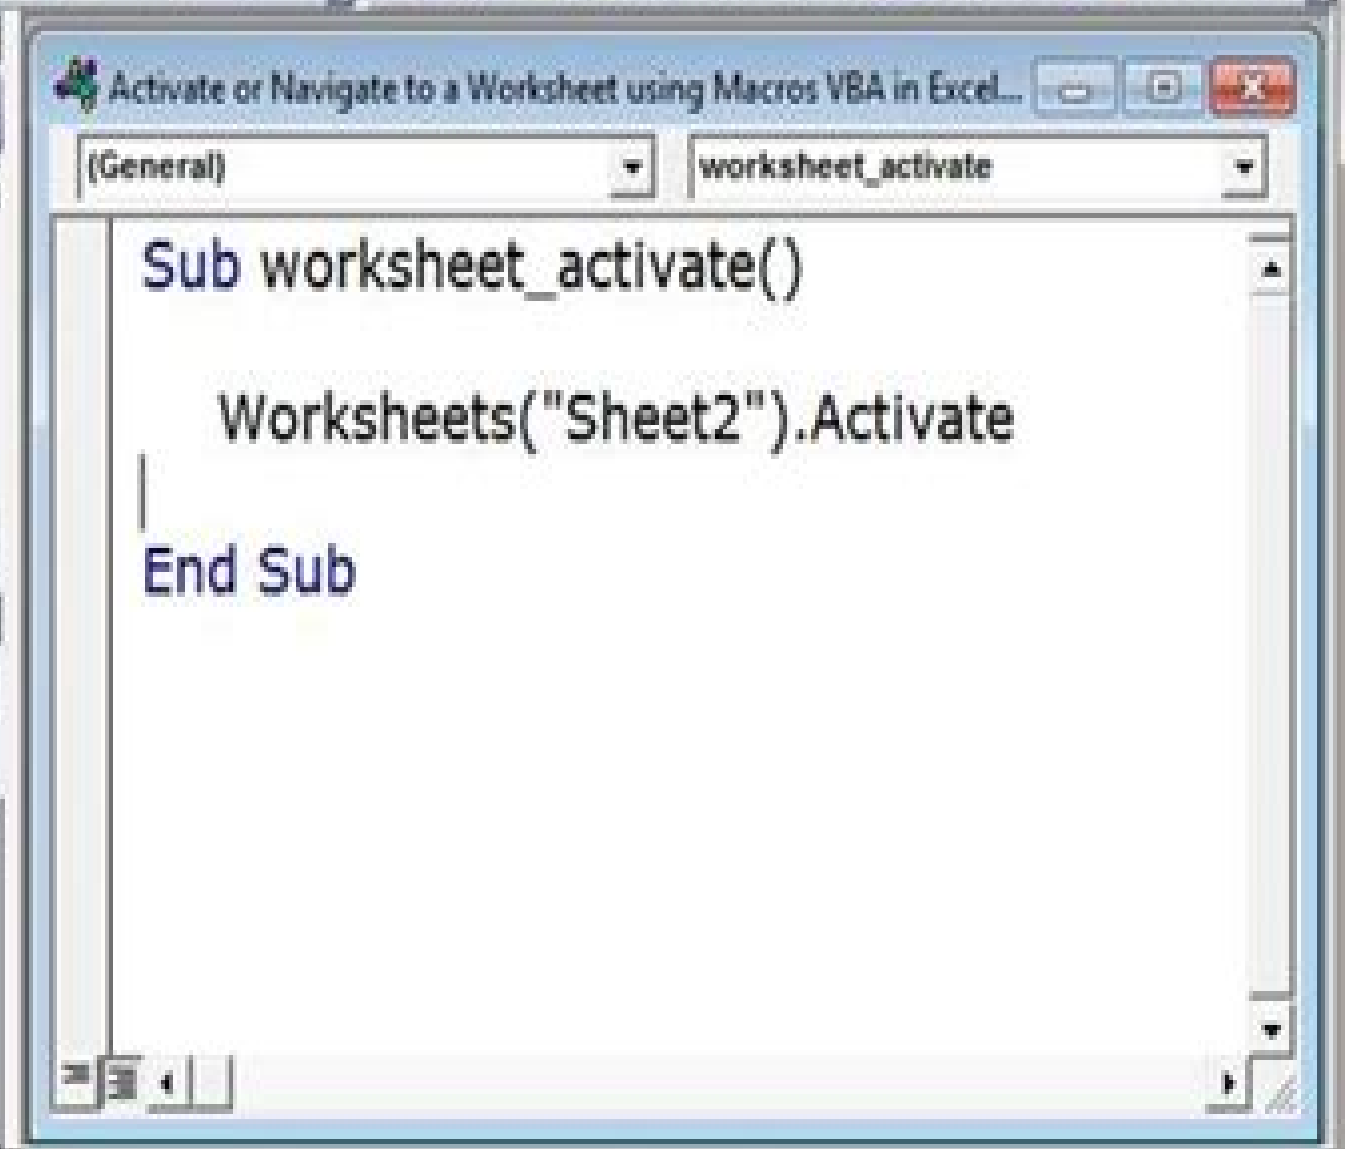 Activate or Navigate to a Worksheet using Macros VBA in Excel...
(General)
worksheet_activate
Sub worksheet_activate()
Worksheets("Sheet2").Activate
End Sub